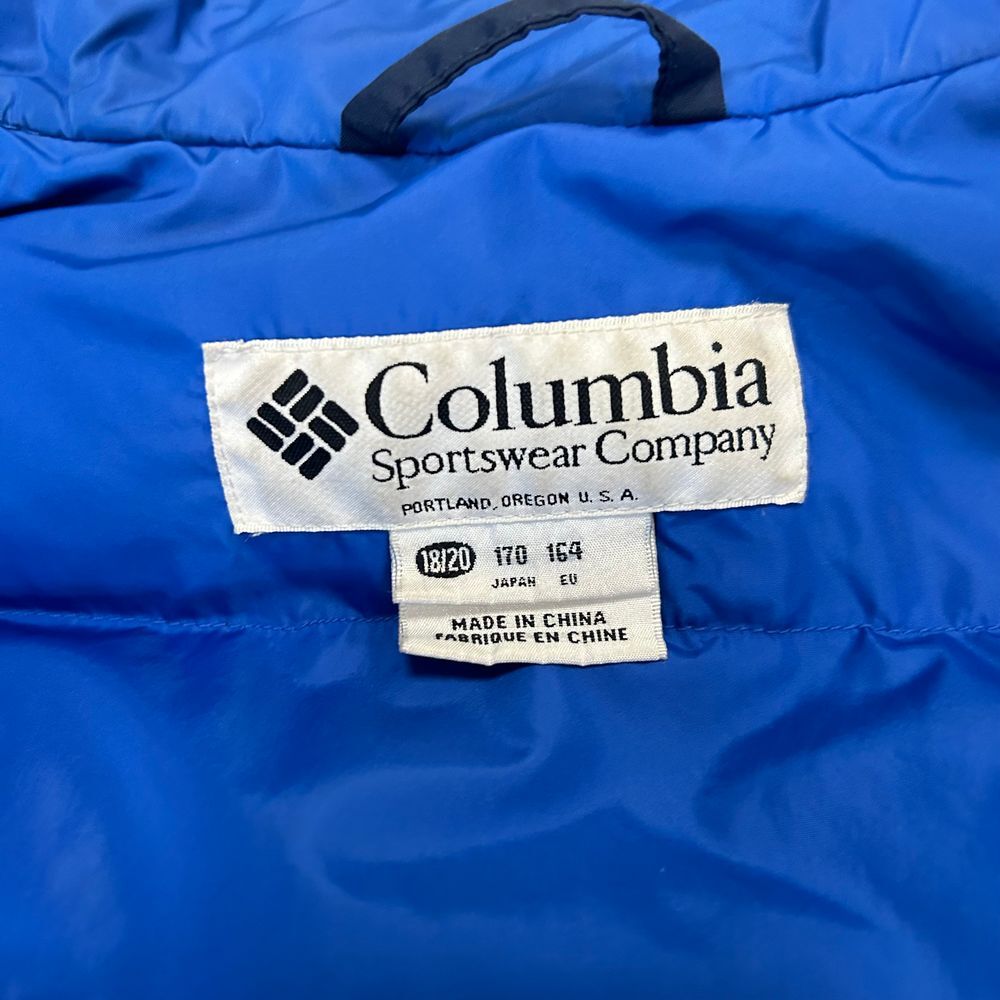 Columbia
Sportswear Company
PORTLAND, OREGON U. S. A.
18/20 170 164
JAPAN EU
MADE IN CHINA
FABRIQUE EN CHINE